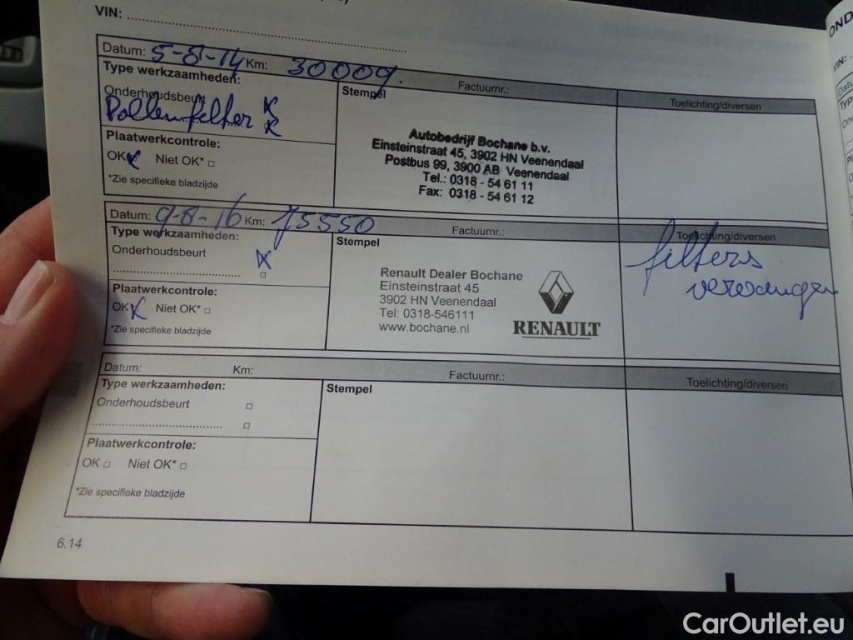 VIN:
Datum: 5-8-14 Km: 30009.
Type werkzaamheden: Stempel Factuurnr.: Toelichting/diversen
Onderhoudsbeurt
Pollenfilter
Plaatwerkcontrole:
OK Niet OK*
*Zie specifieke bladzijde
Autobedrijf Bochane b.v.
Einsteinstraat 45, 3902 HN Veenendaal
Postbus 99, 3900 AB Veenendaal
Tel.: 0318 - 54 61 11
Fax: 0318 - 54 61 12
Datum: 9-8-16 Km: 75550
Type werkzaamheden: Stempel Factuurnr.: Toelichting/diversen
Onderhoudsbeurt
Plaatwerkcontrole:
OK Niet OK*
*Zie specifieke bladzijde
Renault Dealer Bochane
Einsteinstraat 45
3902 HN Veenendaal
Tel: 0318-546111
www.bochane.nl
RENAULT
filters
vervangen
Datum: Km:
Type werkzaamheden: Stempel Factuurnr.: Toelichting/diversen
Onderhoudsbeurt
Plaatwerkcontrole:
OK Niet OK*
*Zie specifieke bladzijde
6.14
VIN:
CarOutlet.eu